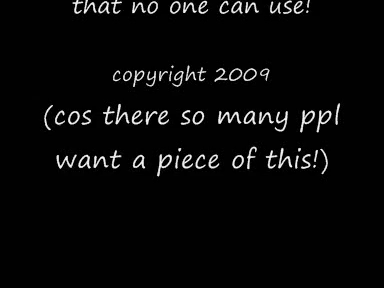 that no one can use!
copyright 2009
(cos there so many ppl
want a piece of this!)